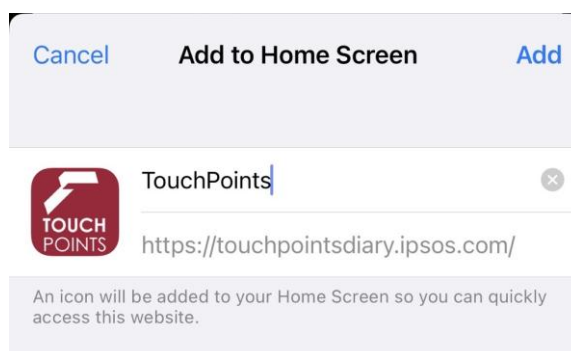 Cancel Add to Home Screen Add
TouchPoints
TOUCH
POINTS
https://touchpointsdiary.ipsos.com/
An icon will be added to your Home Screen so you can quickly
access this website.